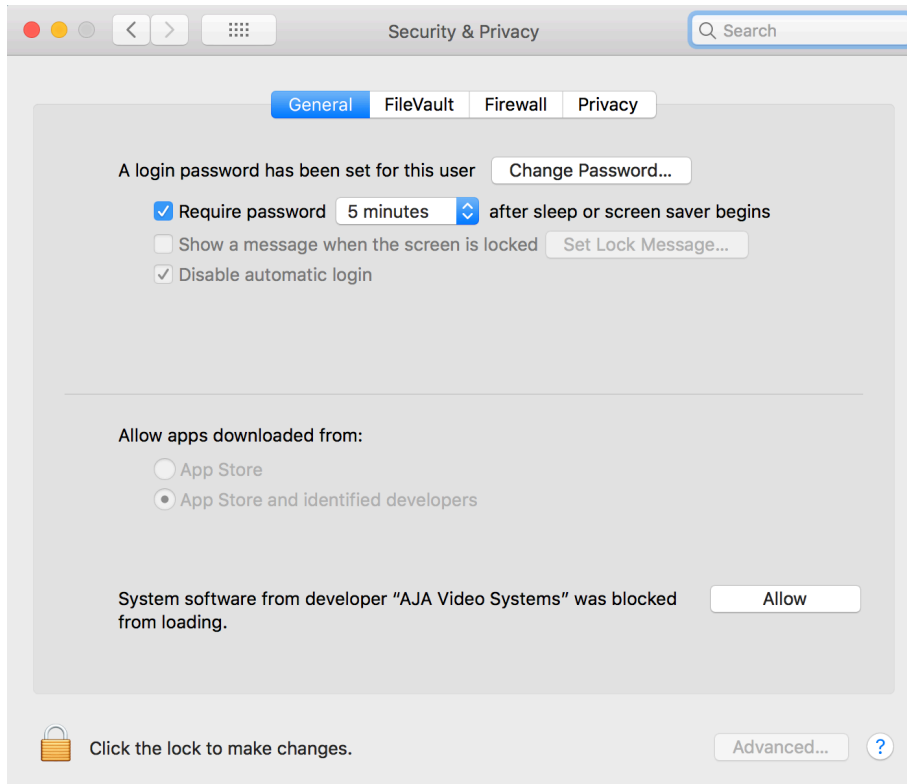 Security & Privacy
Search
General FileVault Firewall Privacy
A login password has been set for this user Change Password...
Require password 5 minutes after sleep or screen saver begins
Show a message when the screen is locked Set Lock Message...
Disable automatic login
Allow apps downloaded from:
App Store
App Store and identified developers
System software from developer “AJA Video Systems” was blocked Allow
from loading.
Click the lock to make changes. Advanced... ?